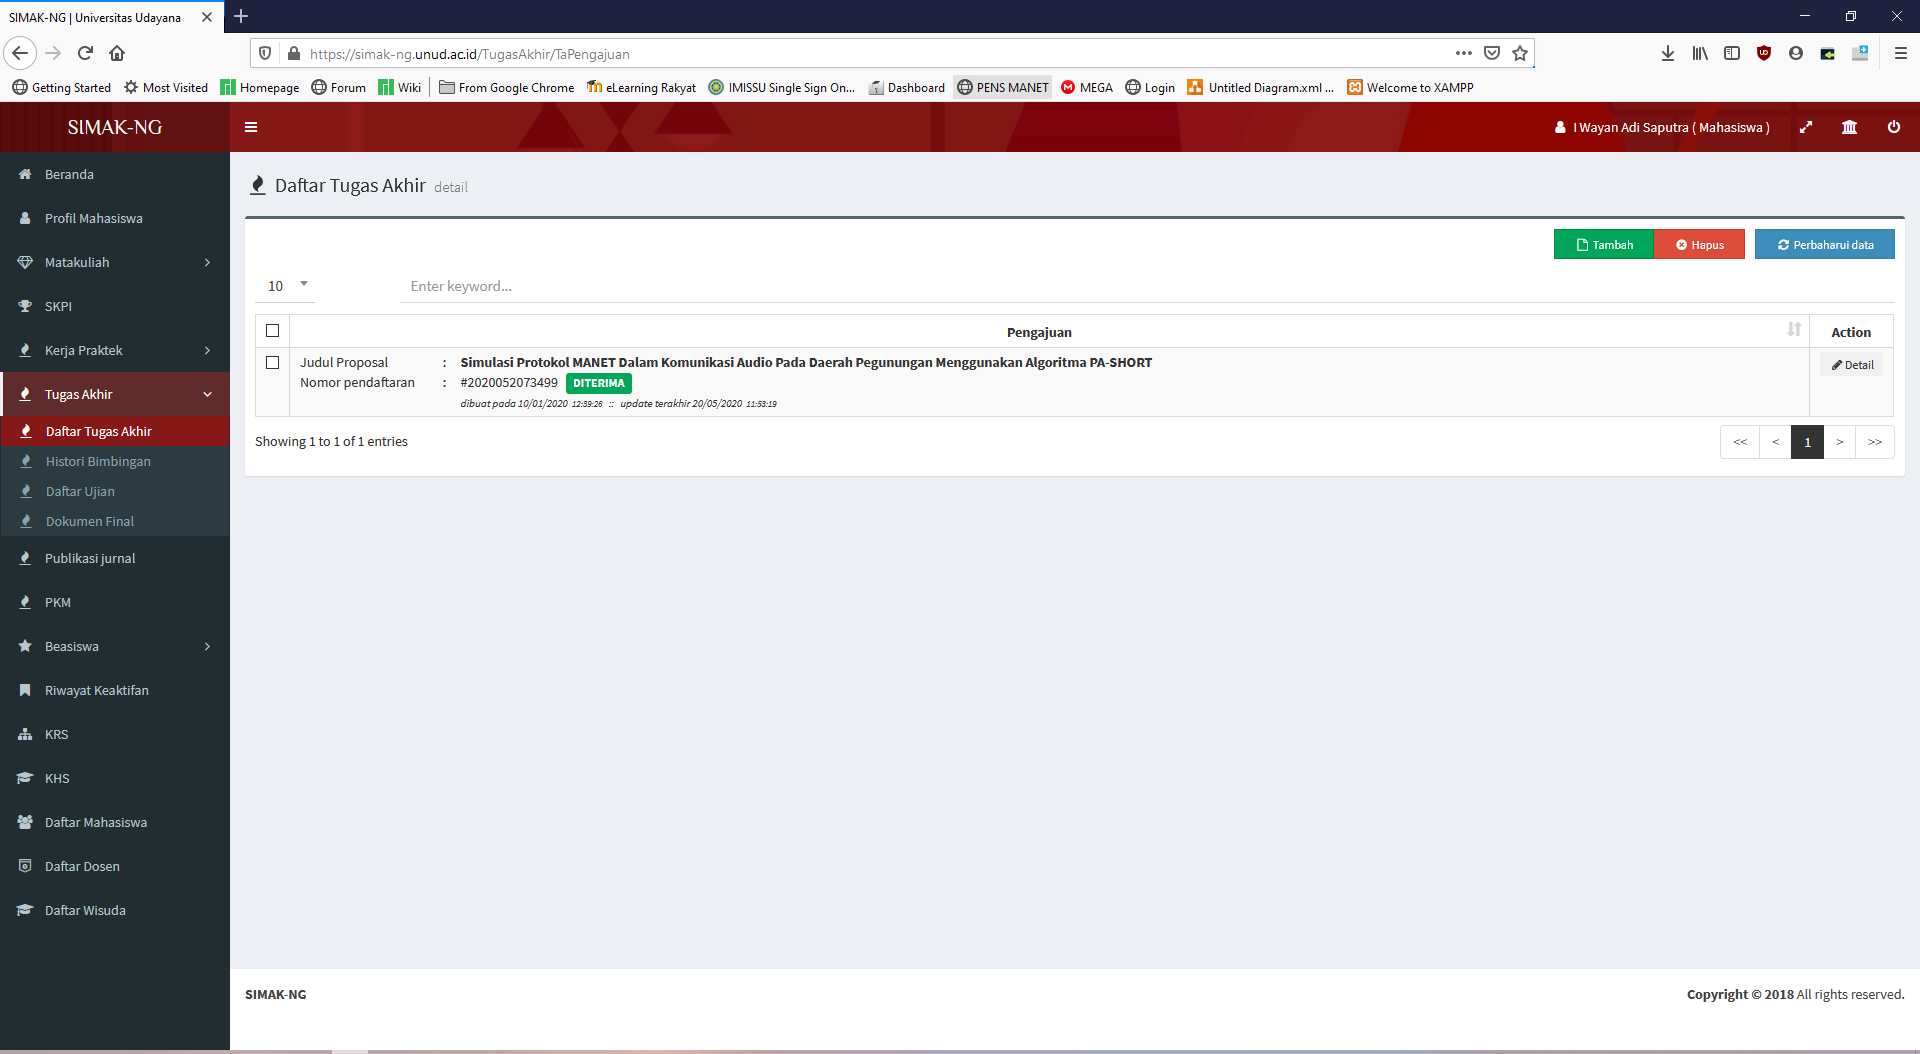 SIMAK-NG | Universitas Udayana
https://simak-ng.unud.ac.id/TugasAkhir/TaPengajuan
Getting Started Most Visited Homepage Forum Wiki From Google Chrome eLearning Rakyat IMISSU Single Sign On... Dashboard PENS MANET MEGA Login Untitled Diagram.xml ... Welcome to XAMPP
SIMAK-NG
I Wayan Adi Saputra ( Mahasiswa )
Beranda
Profil Mahasiswa
Matakuliah
SKPI
Kerja Praktek
Tugas Akhir
Daftar Tugas Akhir
Histori Bimbingan
Daftar Ujian
Dokumen Final
Publikasi jurnal
PKM
Beasiswa
Riwayat Keaktifan
KRS
KHS
Daftar Mahasiswa
Daftar Dosen
Daftar Wisuda
Daftar Tugas Akhir detail
Tambah Hapus Perbaharui data
10 Enter keyword...
Pengajuan Action
Judul Proposal : Simulasi Protokol MANET Dalam Komunikasi Audio Pada Daerah Pegunungan Menggunakan Algoritma PA-SHORT
Detail
Nomor pendaftaran : #2020052073499 DITERIMA
dibuat pada 10/01/2020 12:39:26 :: update terakhir 20/05/2020 11:53:19
Showing 1 to 1 of 1 entries
<< < 1 > >>
SIMAK-NG
Copyright © 2018 All rights reserved.